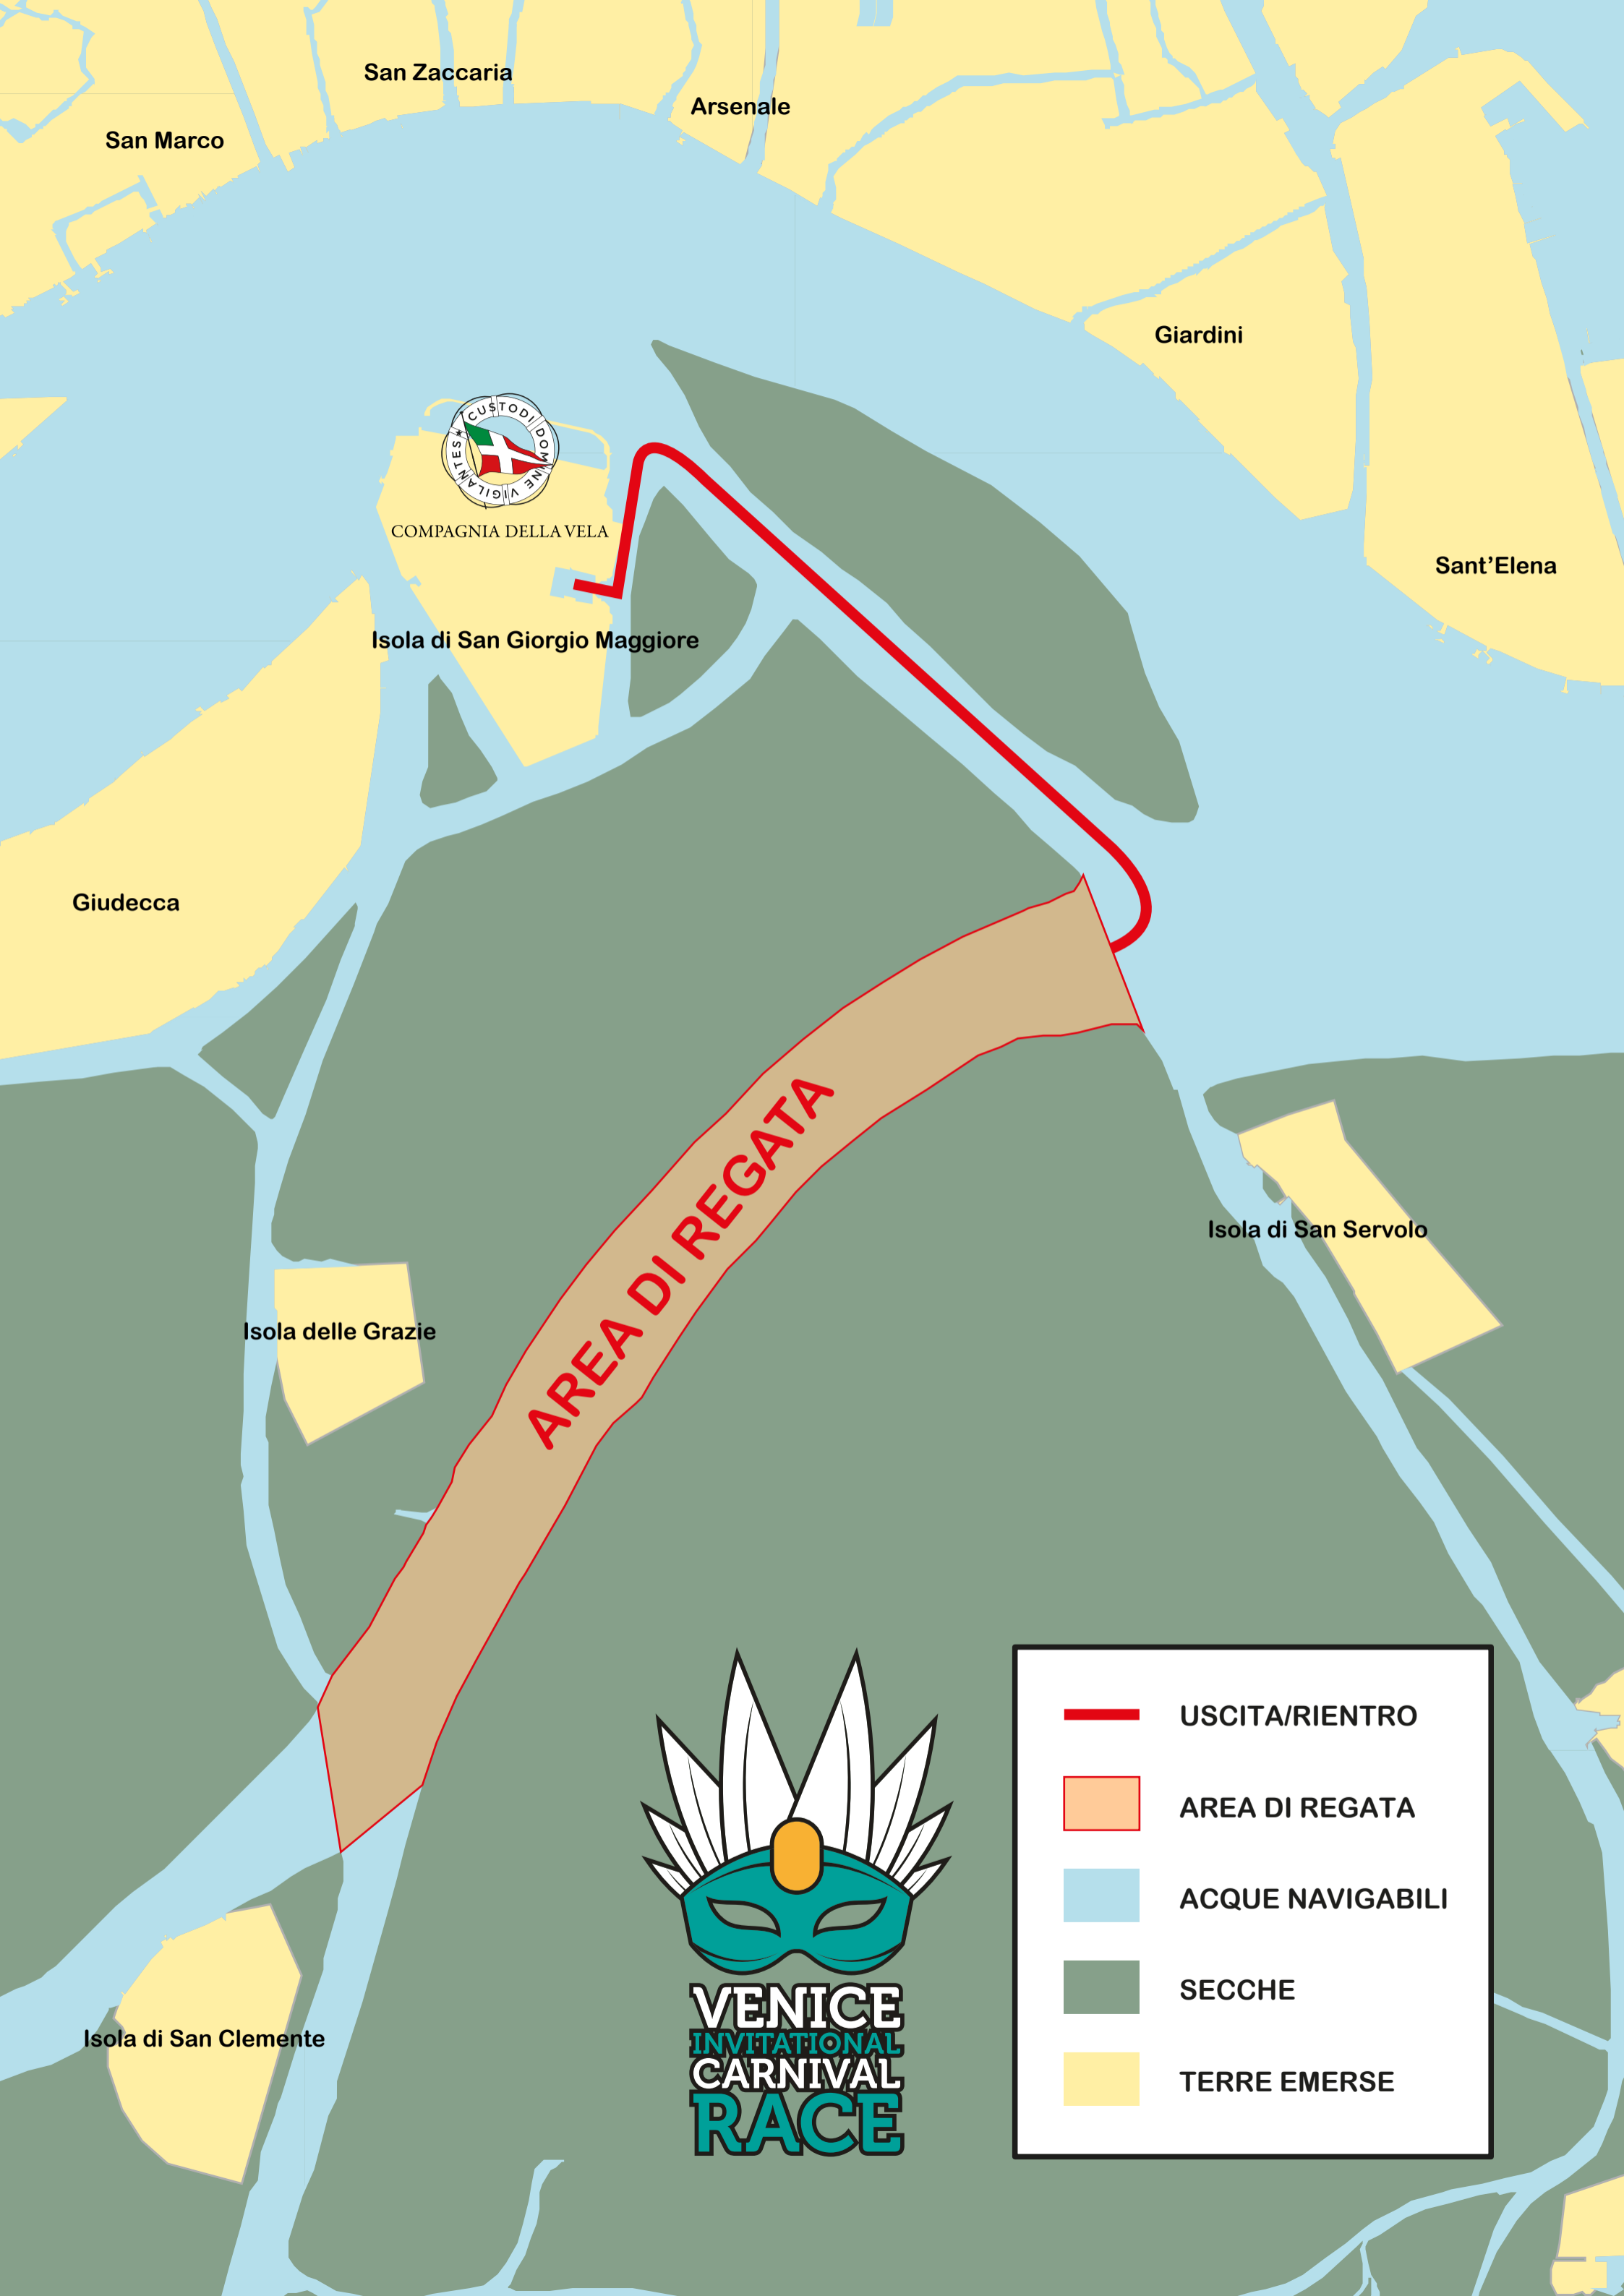 San Zaccaria
Arsenale
San Marco
Giardini
CUSTODI DOMINE VIGILANTES ★
COMPAGNIA DELLA VELA
Sant’Elena
Isola di San Giorgio Maggiore
Giudecca
AREA DI REGATA
Isola di San Servolo
Isola delle Grazie
USCITA/RIENTRO
AREA DI REGATA
ACQUE NAVIGABILI
SECCHE
TERRE EMERSE
VENICE
INVITATIONAL
CARNIVAL
RACE
Isola di San Clemente